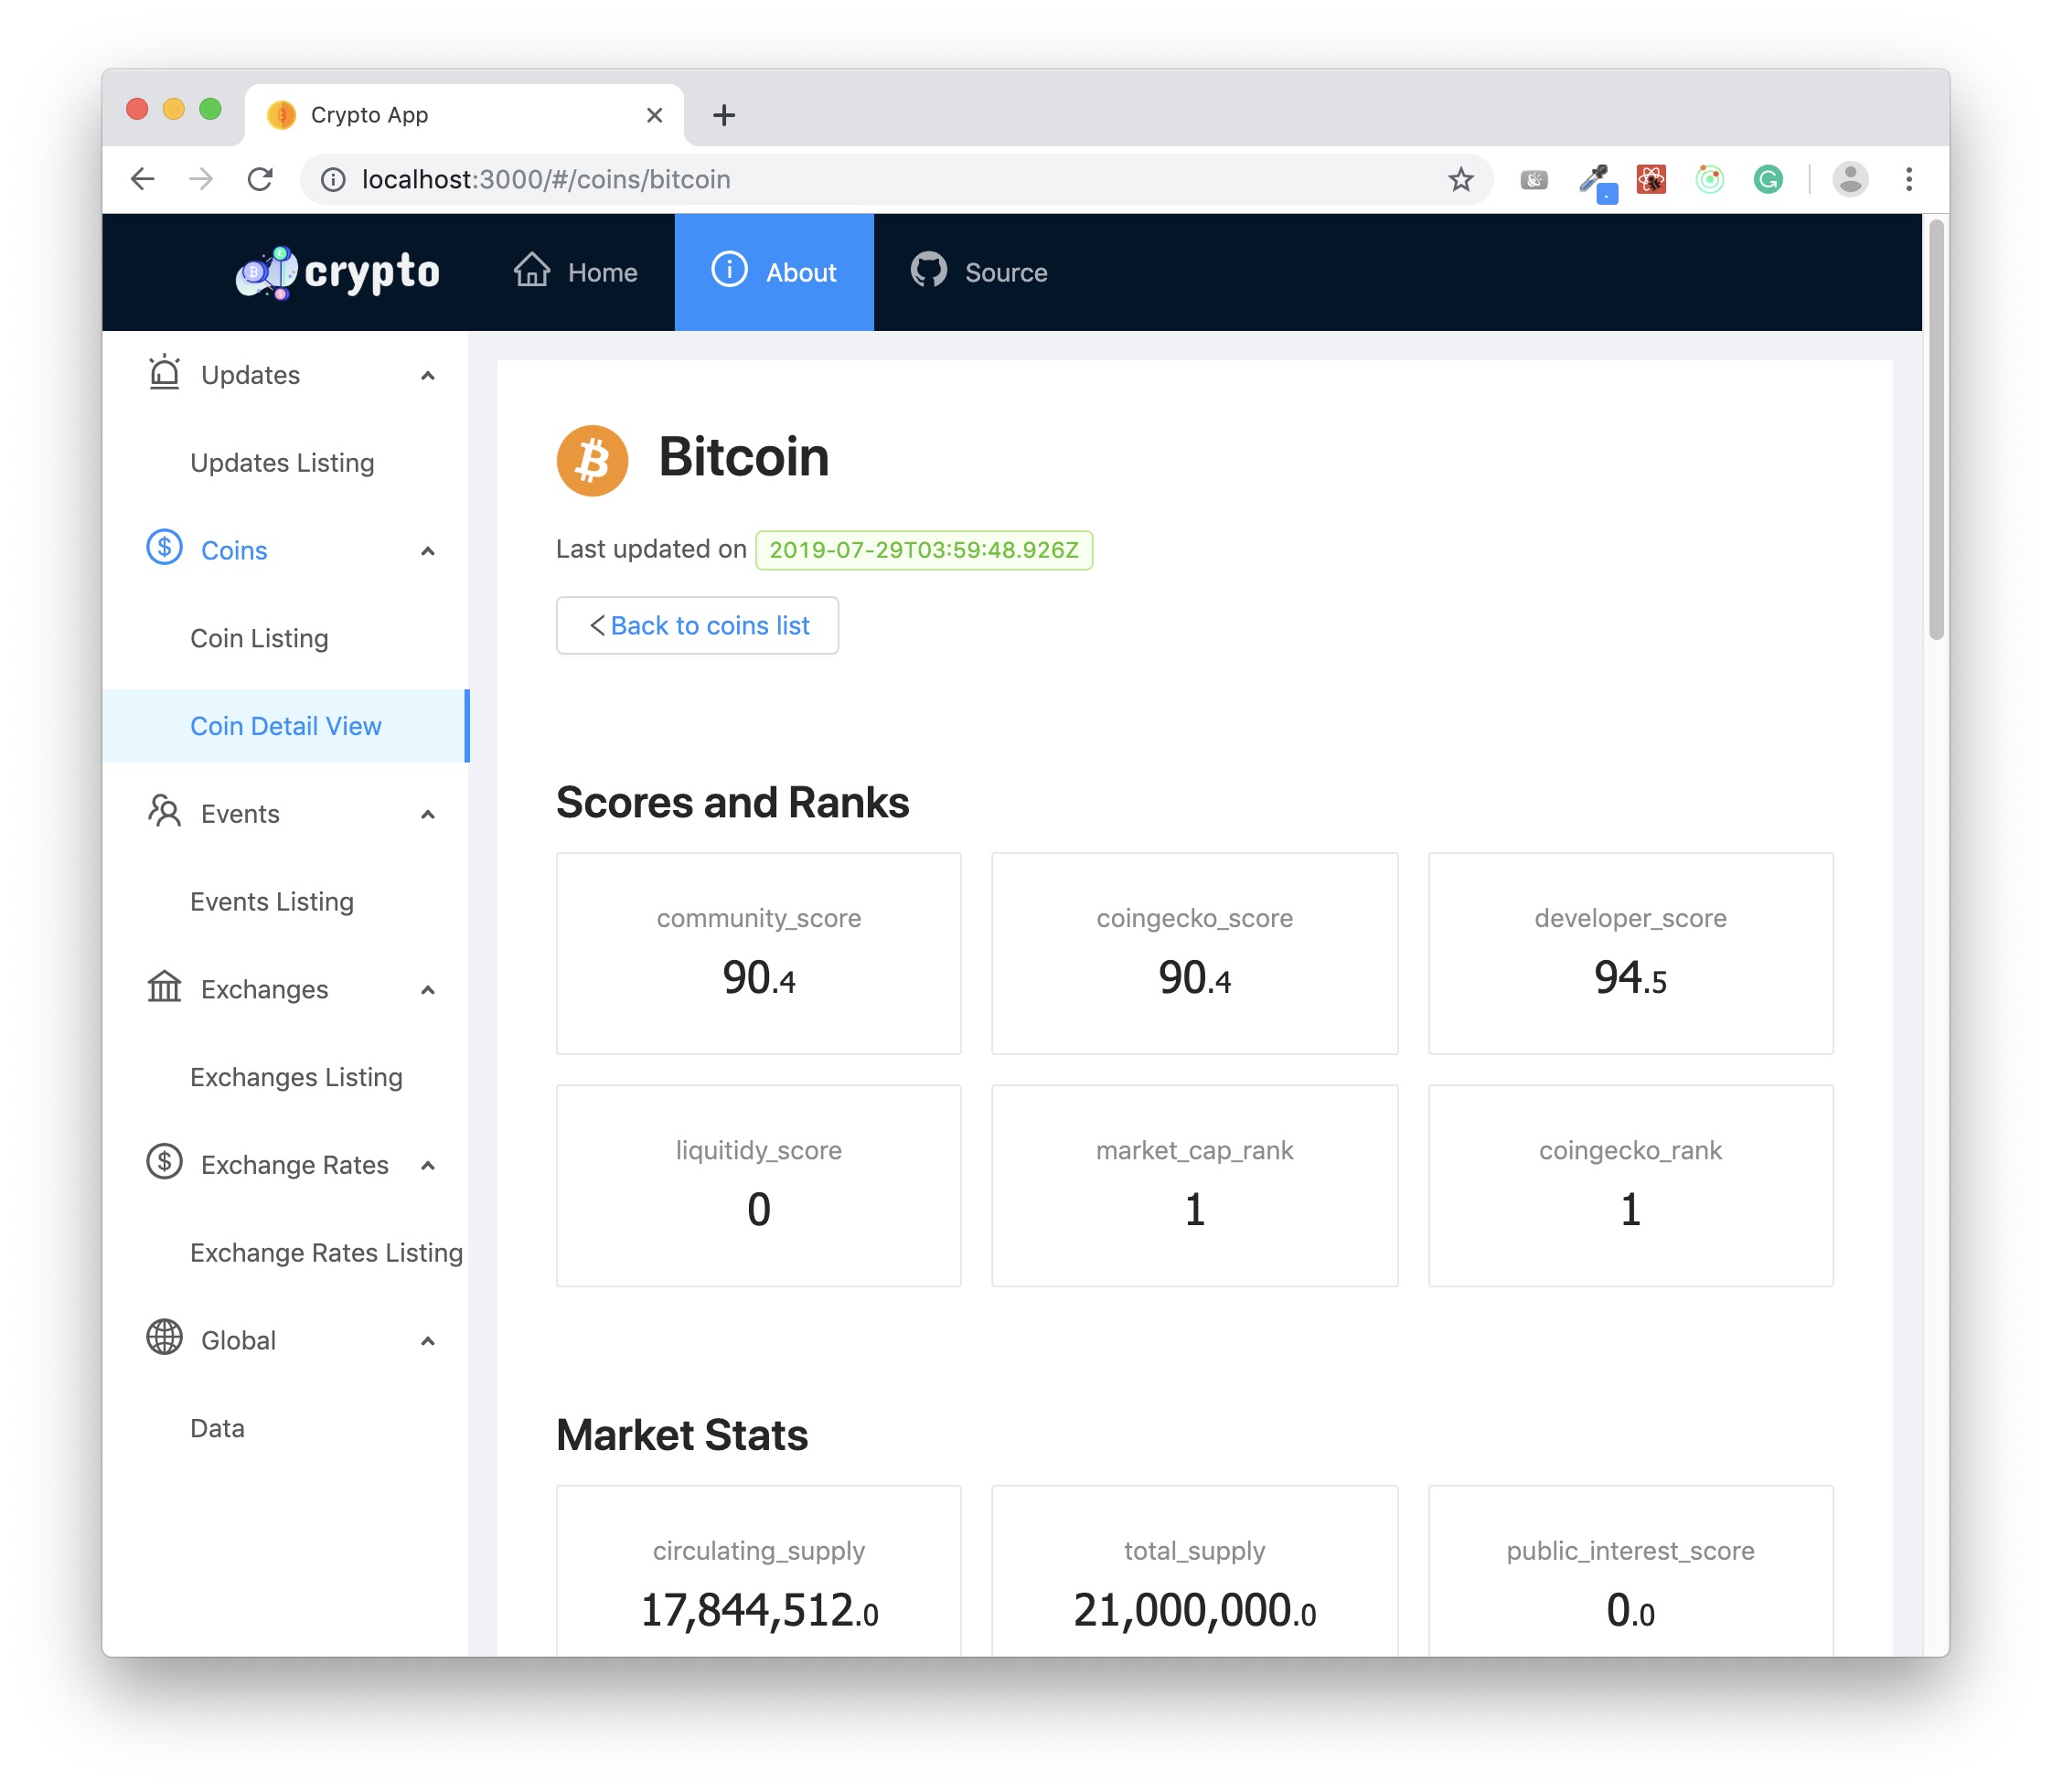 Crypto App
localhost:3000/#/coins/bitcoin
crypto
Home
About
Source
Updates
Updates Listing
Coins
Coin Listing
Coin Detail View
Events
Events Listing
Exchanges
Exchanges Listing
Exchange Rates
Exchange Rates Listing
Global
Data
Bitcoin
Last updated on 2019-07-29T03:59:48.926Z
Back to coins list
Scores and Ranks
community_score
90.4
coingecko_score
90.4
developer_score
94.5
liquitidy_score
0
market_cap_rank
1
coingecko_rank
1
Market Stats
circulating_supply
17,844,512.0
total_supply
21,000,000.0
public_interest_score
0.0